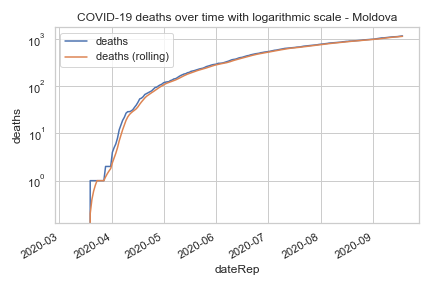 COVID-19 deaths over time with logarithmic scale - Moldova
deaths
deaths (rolling)
10³
10²
10¹
10⁰
deaths
2020-03
2020-04
2020-05
2020-06
2020-07
2020-08
2020-09
dateRep